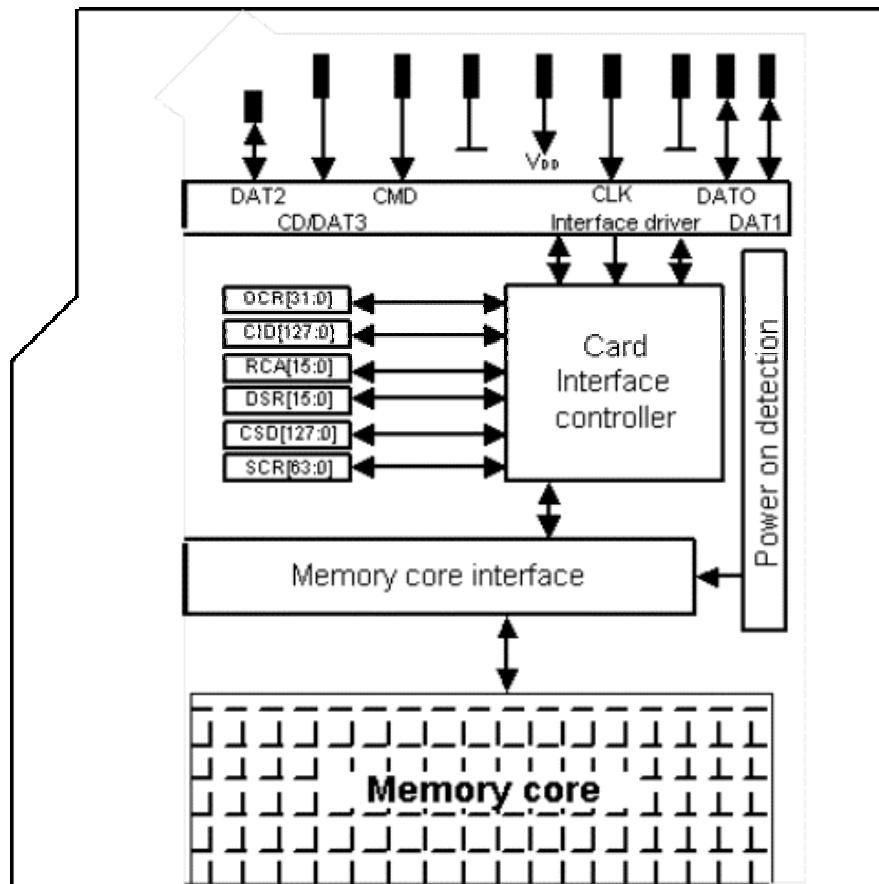 VDD
DAT2 CMD CLK DATO
CD/DAT3 Interface driver DAT1
OCR[31:0]
CID[127:0]
RCA[15:0]
DSR[15:0]
CSD[127:0]
SCR[63:0]
Card
Interface
controller
Power on detection
Memory core interface
Memory core